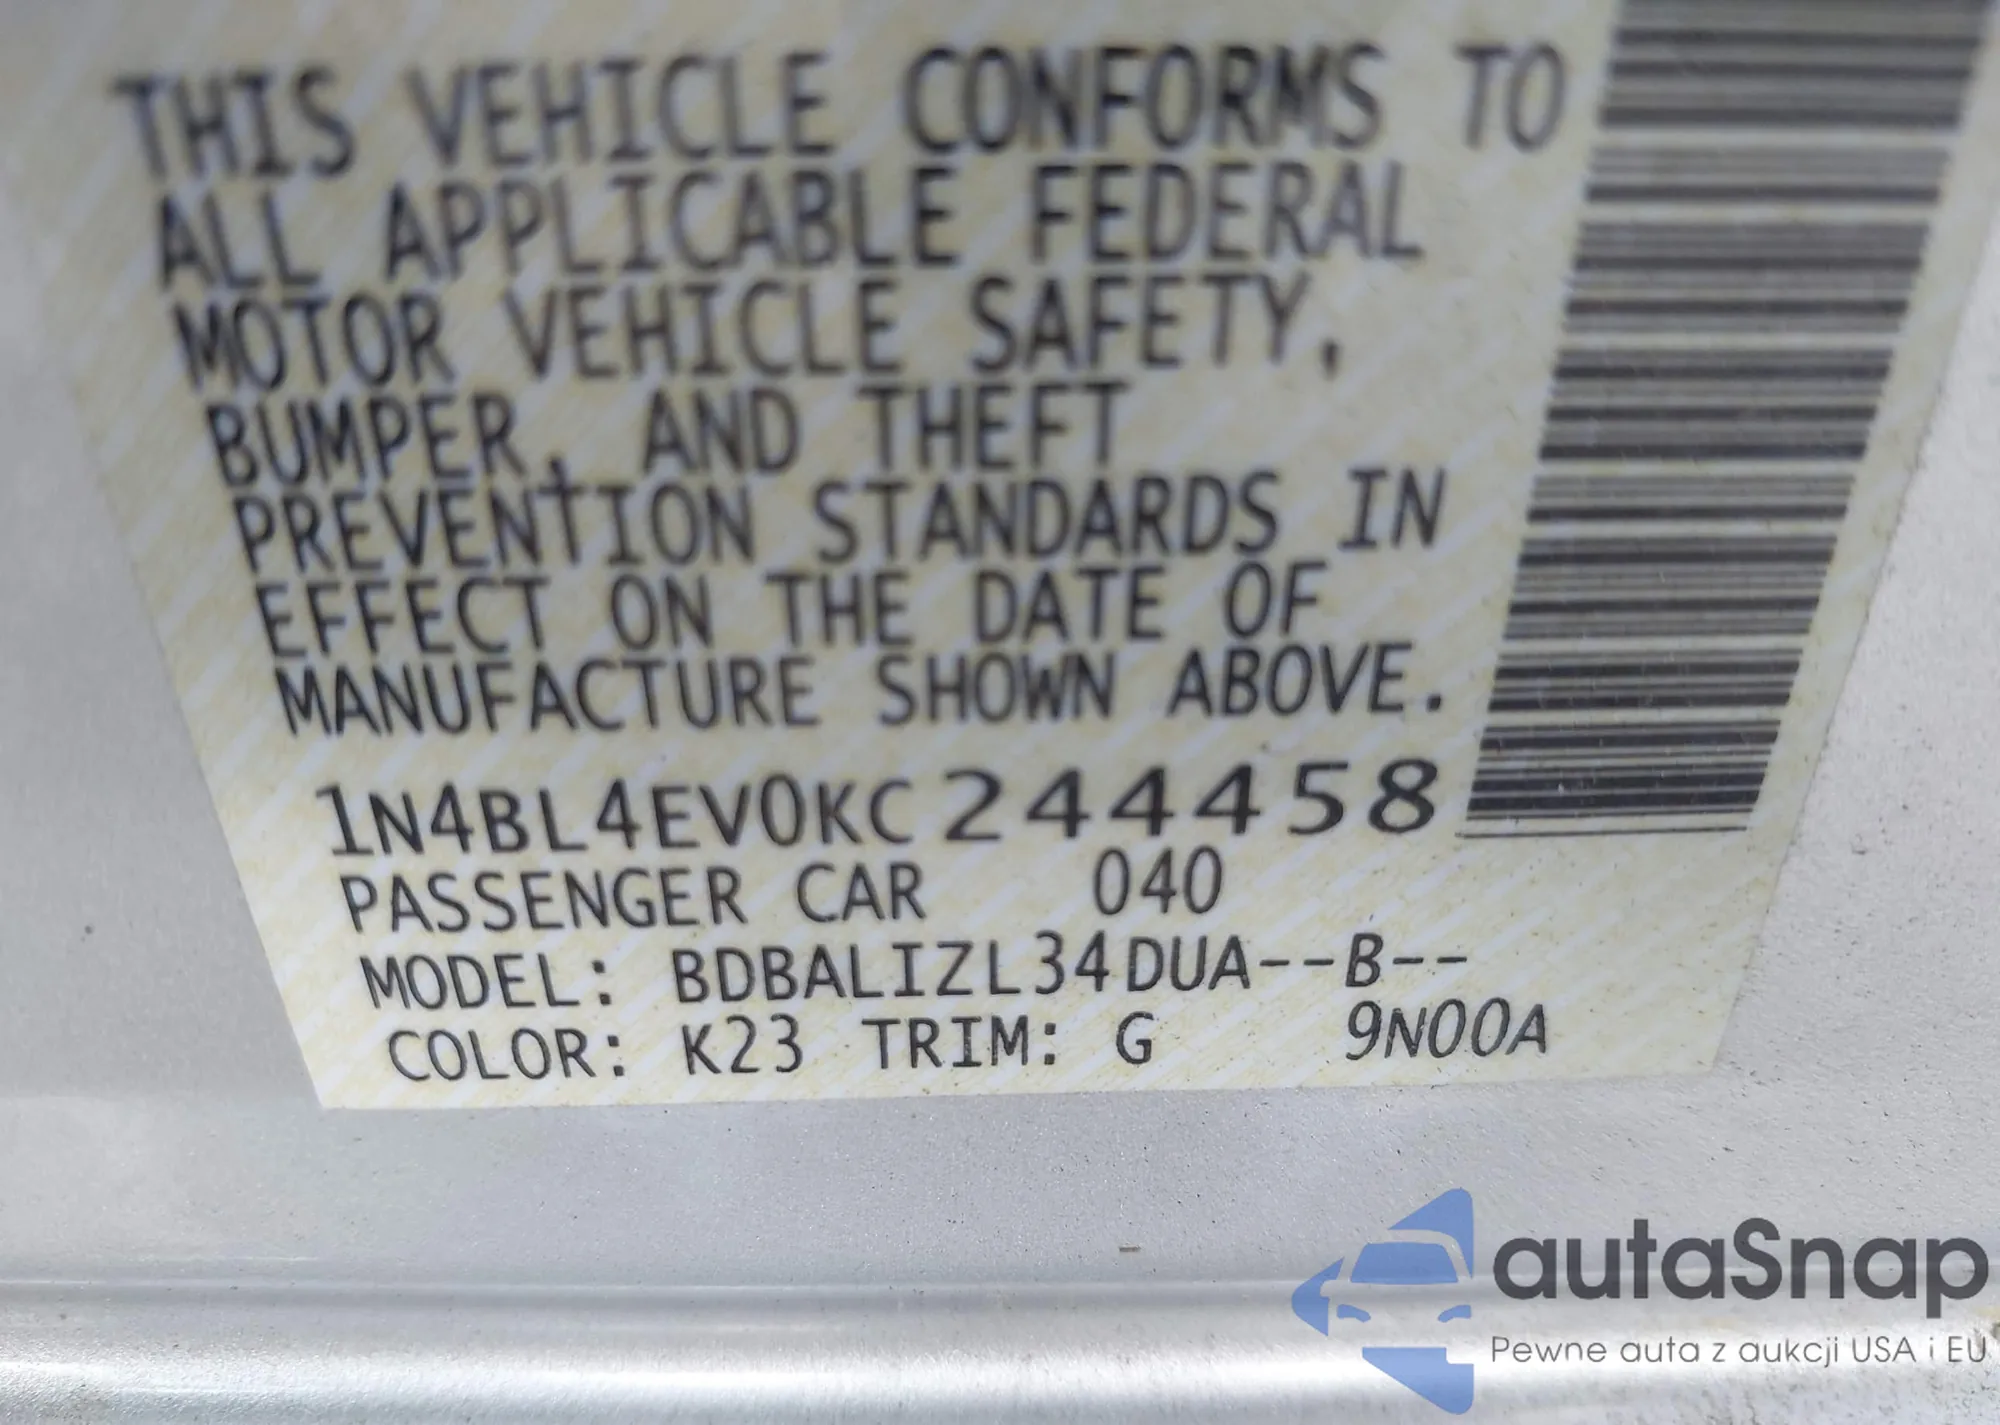 THIS VEHICLE CONFORMS TO
ALL APPLICABLE FEDERAL
MOTOR VEHICLE SAFETY,
BUMPER, AND THEFT
PREVENTION STANDARDS IN
EFFECT ON THE DATE OF
MANUFACTURE SHOWN ABOVE.
1N4BL4EV0KC244458
PASSENGER CAR 040
MODEL: BDBALIZL34DUA--B--
COLOR: K23 TRIM: G 9N00A
autaSnap
Pewne auta z aukcji USA i EU